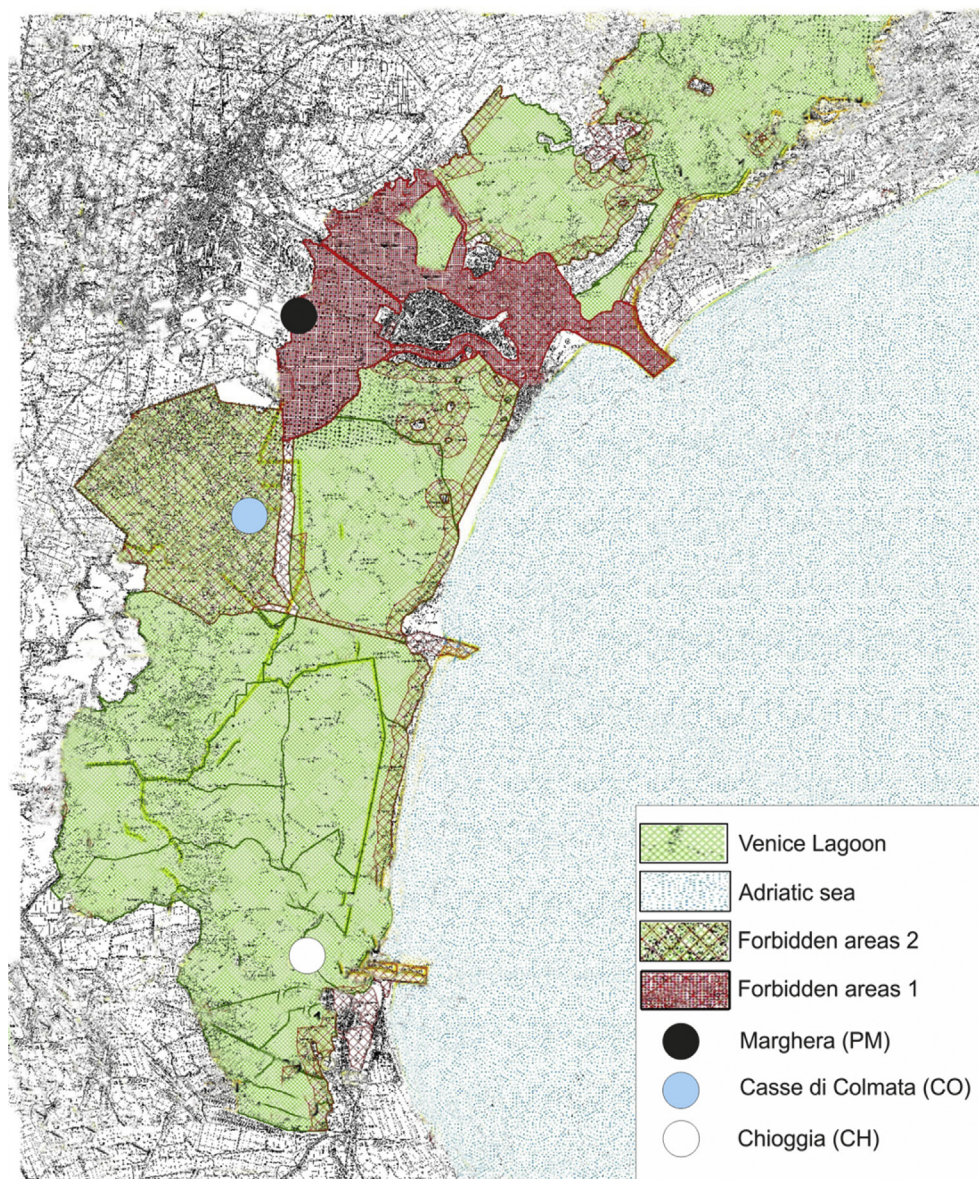 Venice Lagoon
Adriatic sea
Forbidden areas 2
Forbidden areas 1
Marghera (PM)
Casse di Colmata (CO)
Chioggia (CH)